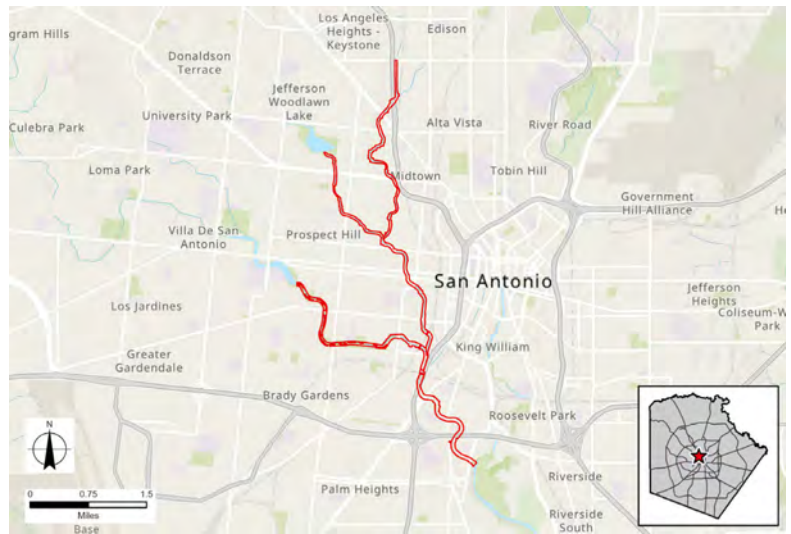 Los Angeles
Heights -
Keystone
Edison
gram Hills
Donaldson
Terrace
Jefferson
Woodlawn
Lake
University Park
Culebra Park
Alta Vista
River Road
Loma Park
Midtown
Tobin Hill
Government
Hill Alliance
He
Villa De San
Antonio
Prospect Hill
San Antonio
Jefferson
Heights
Los Jardines
Coliseum-W
Park
King William
Greater
Gardendale
Brady Gardens
Roosevelt Park
N
Riverside
Palm Heights
0 0.75 1.5
Miles
Base
Riverside
South